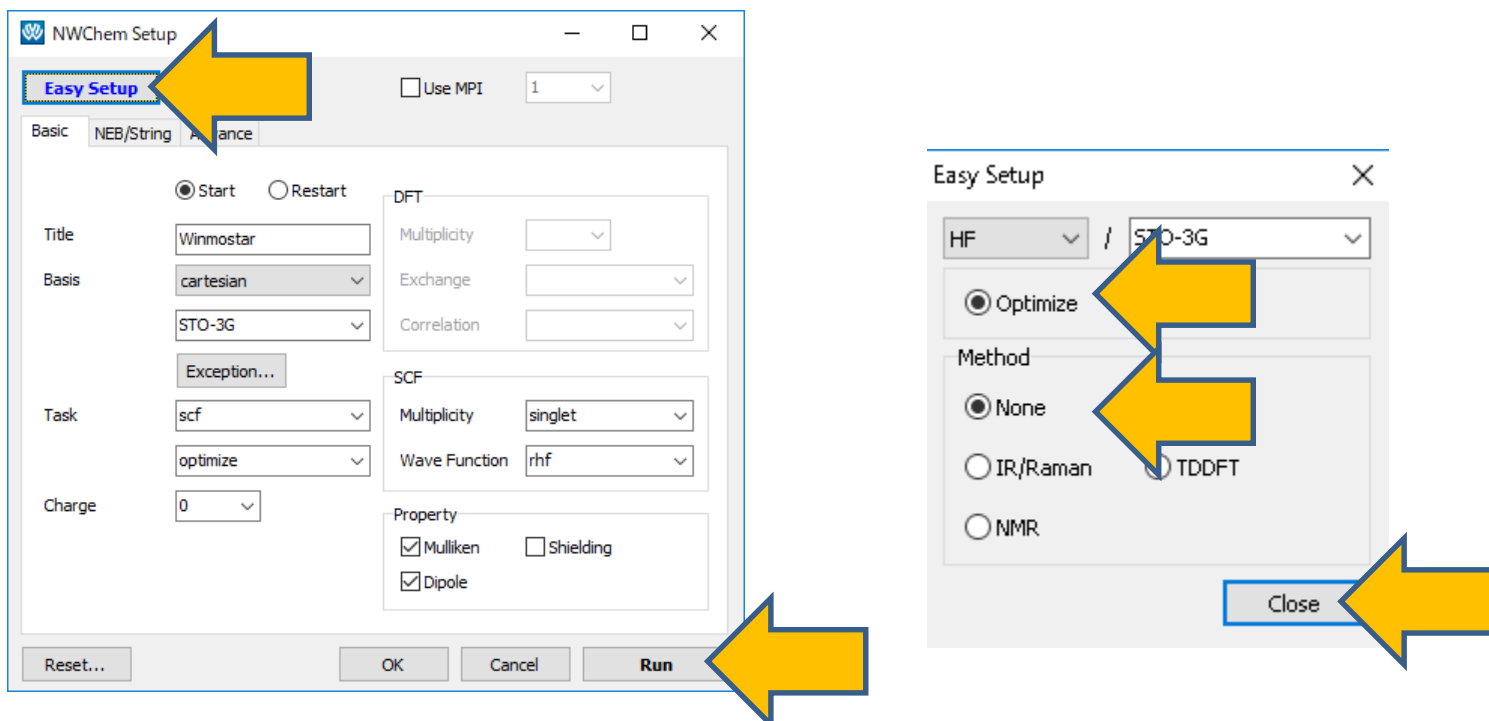 NWChem Setup
Easy Setup
Use MPI 1
Basic NEB/String
Start Restart
Title Winmostar
Basis cartesian
STO-3G
Exception...
Task scf
optimize
Charge 0
DFT
Multiplicity
Exchange
Correlation
SCF
Multiplicity singlet
Wave Function rhf
Property
Mulliken Shielding
Dipole
Reset... OK Cancel Run
Easy Setup
HF / STO-3G
Optimize
Method
None
IR/Raman TDDFT
NMR
Close